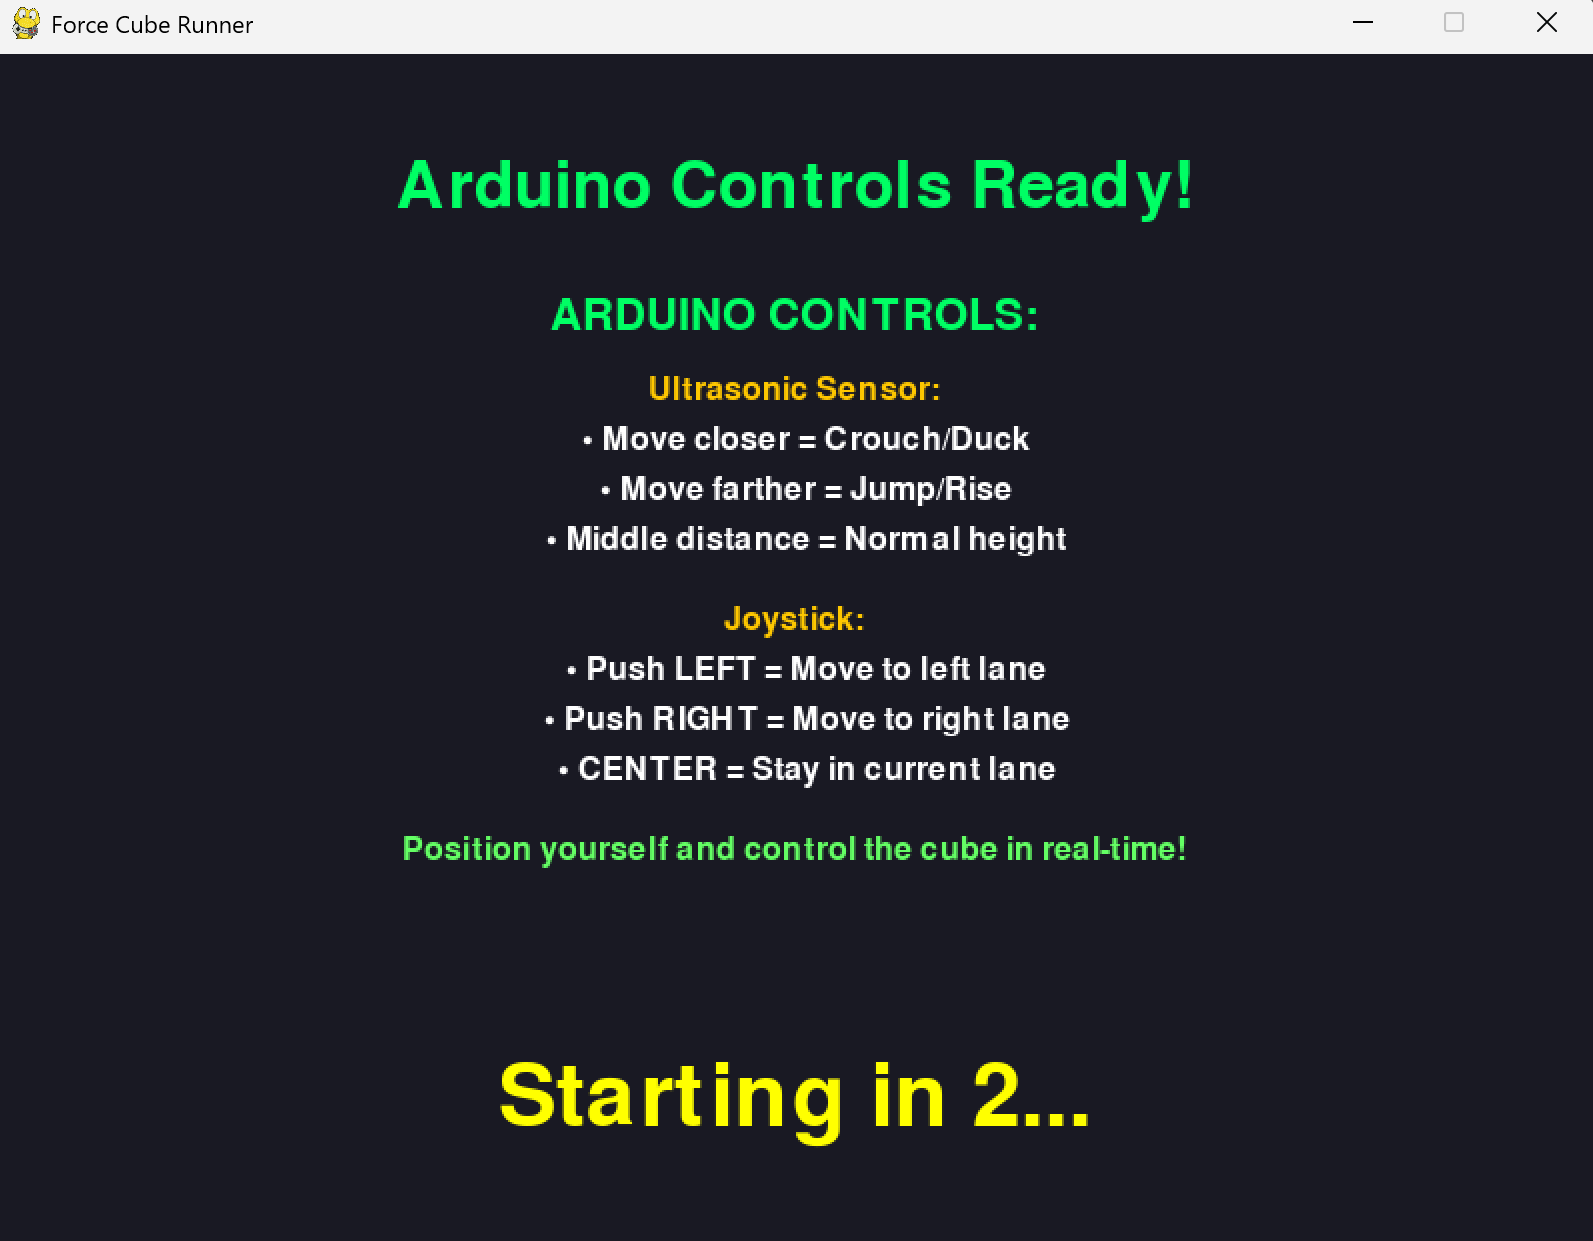 Force Cube Runner
Arduino Controls Ready!
ARDUINO CONTROLS:
Ultrasonic Sensor:
• Move closer = Crouch/Duck
• Move farther = Jump/Rise
• Middle distance = Normal height
Joystick:
• Push LEFT = Move to left lane
• Push RIGHT = Move to right lane
• CENTER = Stay in current lane
Position yourself and control the cube in real-time!
Starting in 2...